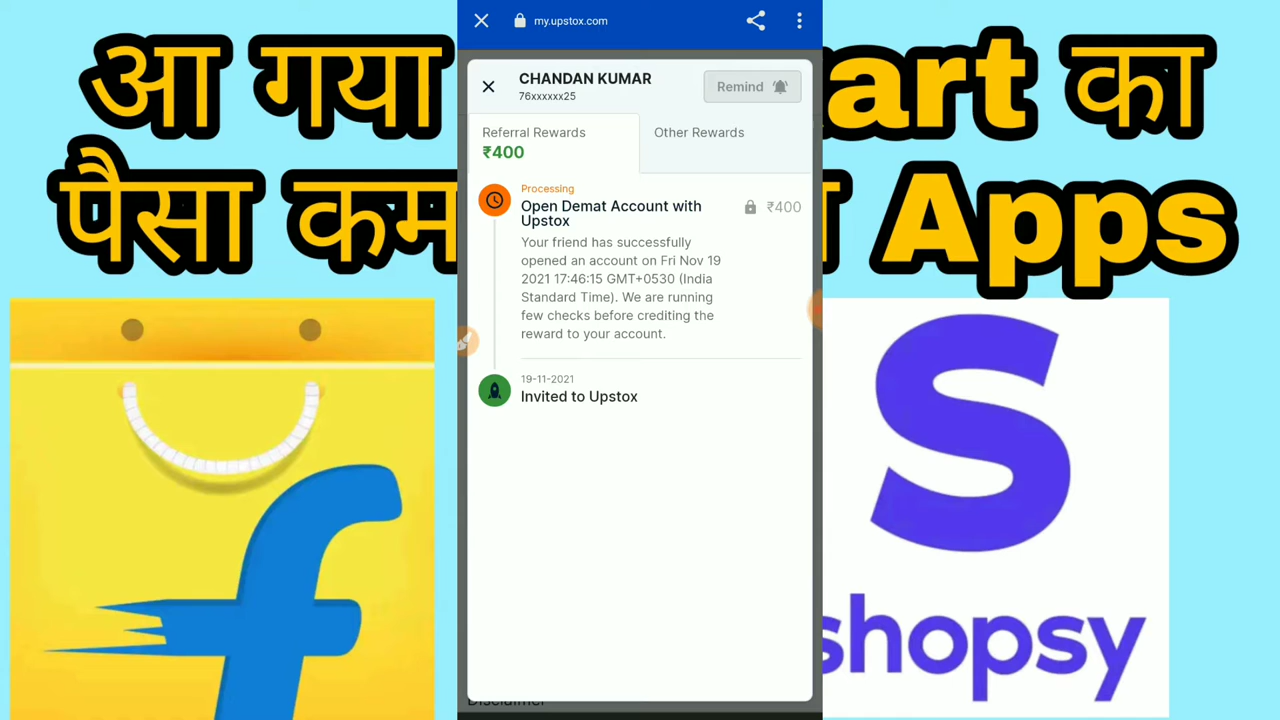 आ गया
art का
पैसा कम
Apps
my.upstox.com
CHANDAN KUMAR
76xxxxxx25
Remind
Referral Rewards
₹400
Other Rewards
Processing
Open Demat Account with
Upstox
₹400
Your friend has successfully
opened an account on Fri Nov 19
2021 17:46:15 GMT+0530 (India
Standard Time). We are running
few checks before crediting the
reward to your account.
19-11-2021
Invited to Upstox
Disclaimer
f
S
shopsy